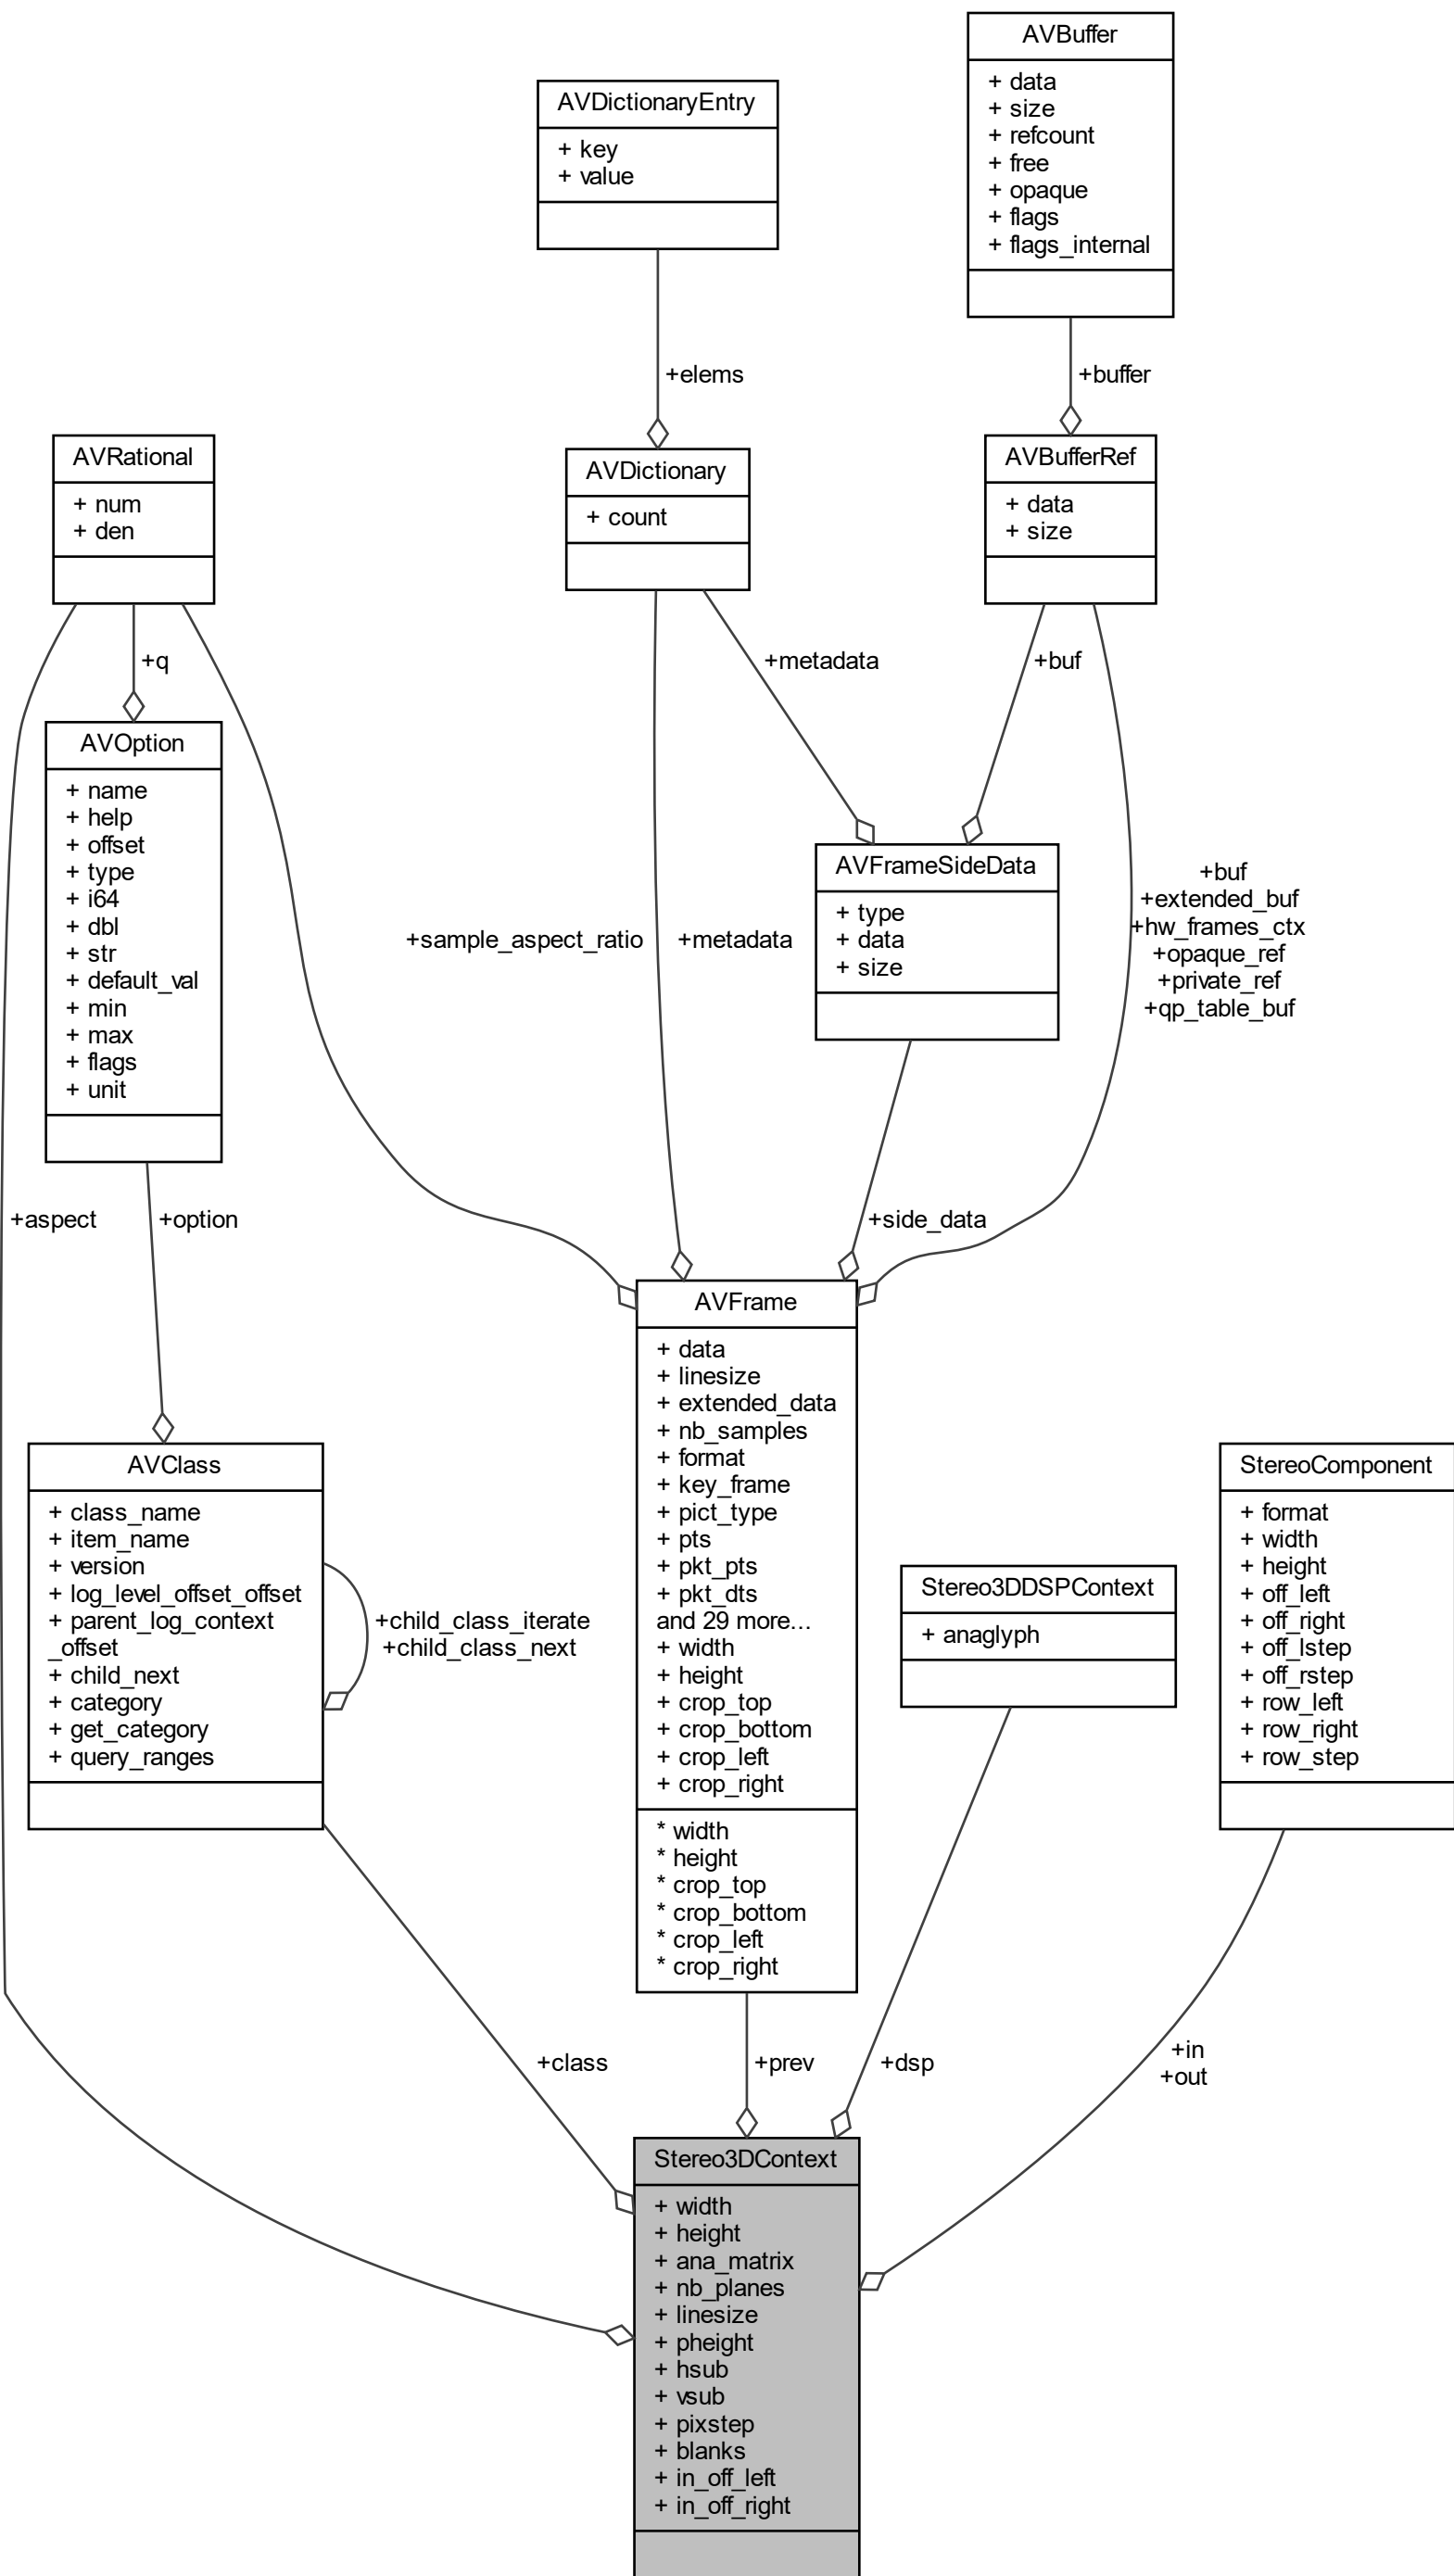 AVBuffer
+ data
+ size
+ refcount
+ free
+ opaque
+ flags
+ flags_internal
AVDictionaryEntry
+ key
+ value
+elems
+buffer
AVRational
+ num
+ den
AVDictionary
+ count
AVBufferRef
+ data
+ size
+q
+metadata
+buf
AVOption
+ name
+ help
+ offset
+ type
+ i64
+ dbl
+ str
+ default_val
+ min
+ max
+ flags
+ unit
AVFrameSideData
+ type
+ data
+ size
+sample_aspect_ratio
+metadata
+buf
+extended_buf
+hw_frames_ctx
+opaque_ref
+private_ref
+qp_table_buf
+aspect
+option
+side_data
AVFrame
+ data
+ linesize
+ extended_data
+ nb_samples
+ format
+ key_frame
+ pict_type
+ pts
+ pkt_pts
+ pkt_dts
and 29 more...
+ width
+ height
+ crop_top
+ crop_bottom
+ crop_left
+ crop_right
* width
* height
* crop_top
* crop_bottom
* crop_left
* crop_right
AVClass
+ class_name
+ item_name
+ version
+ log_level_offset_offset
+ parent_log_context
_offset
+ child_next
+ category
+ get_category
+ query_ranges
+child_class_iterate
+child_class_next
Stereo3DDSPContext
+ anaglyph
StereoComponent
+ format
+ width
+ height
+ off_left
+ off_right
+ off_lstep
+ off_rstep
+ row_left
+ row_right
+ row_step
+class
+prev
+dsp
+in
+out
Stereo3DContext
+ width
+ height
+ ana_matrix
+ nb_planes
+ linesize
+ pheight
+ hsub
+ vsub
+ pixstep
+ blanks
+ in_off_left
+ in_off_right